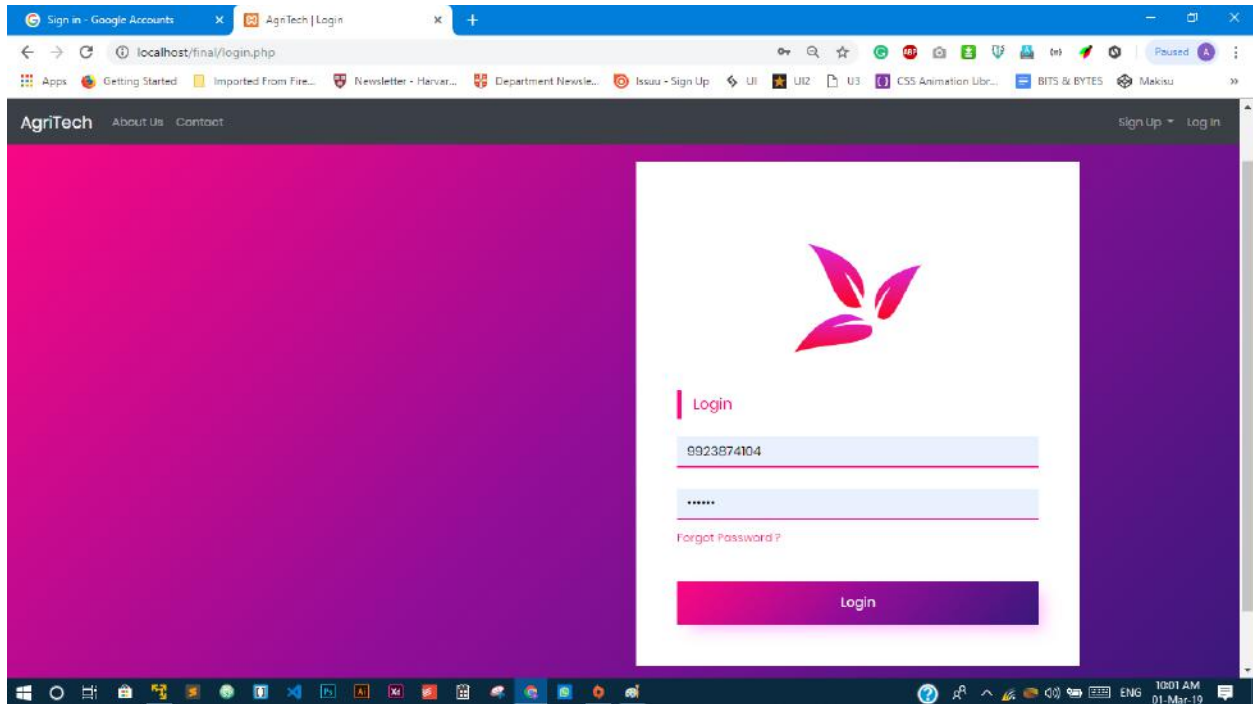 Sign in - Google Accounts
AgriTech | Login
localhost/final/login.php
Paused A
Apps Getting Started Imported From Fire... Newsletter - Harvar... Department Newsle... Issuu - Sign Up UI UI2 U3 CSS Animation Libr... BITS & BYTES Makisu
AgriTech About Us Contact Sign Up Log In
Login
9923874104
••••••
Forgot Password ?
Login
ENG 10:01 AM
01-Mar-19